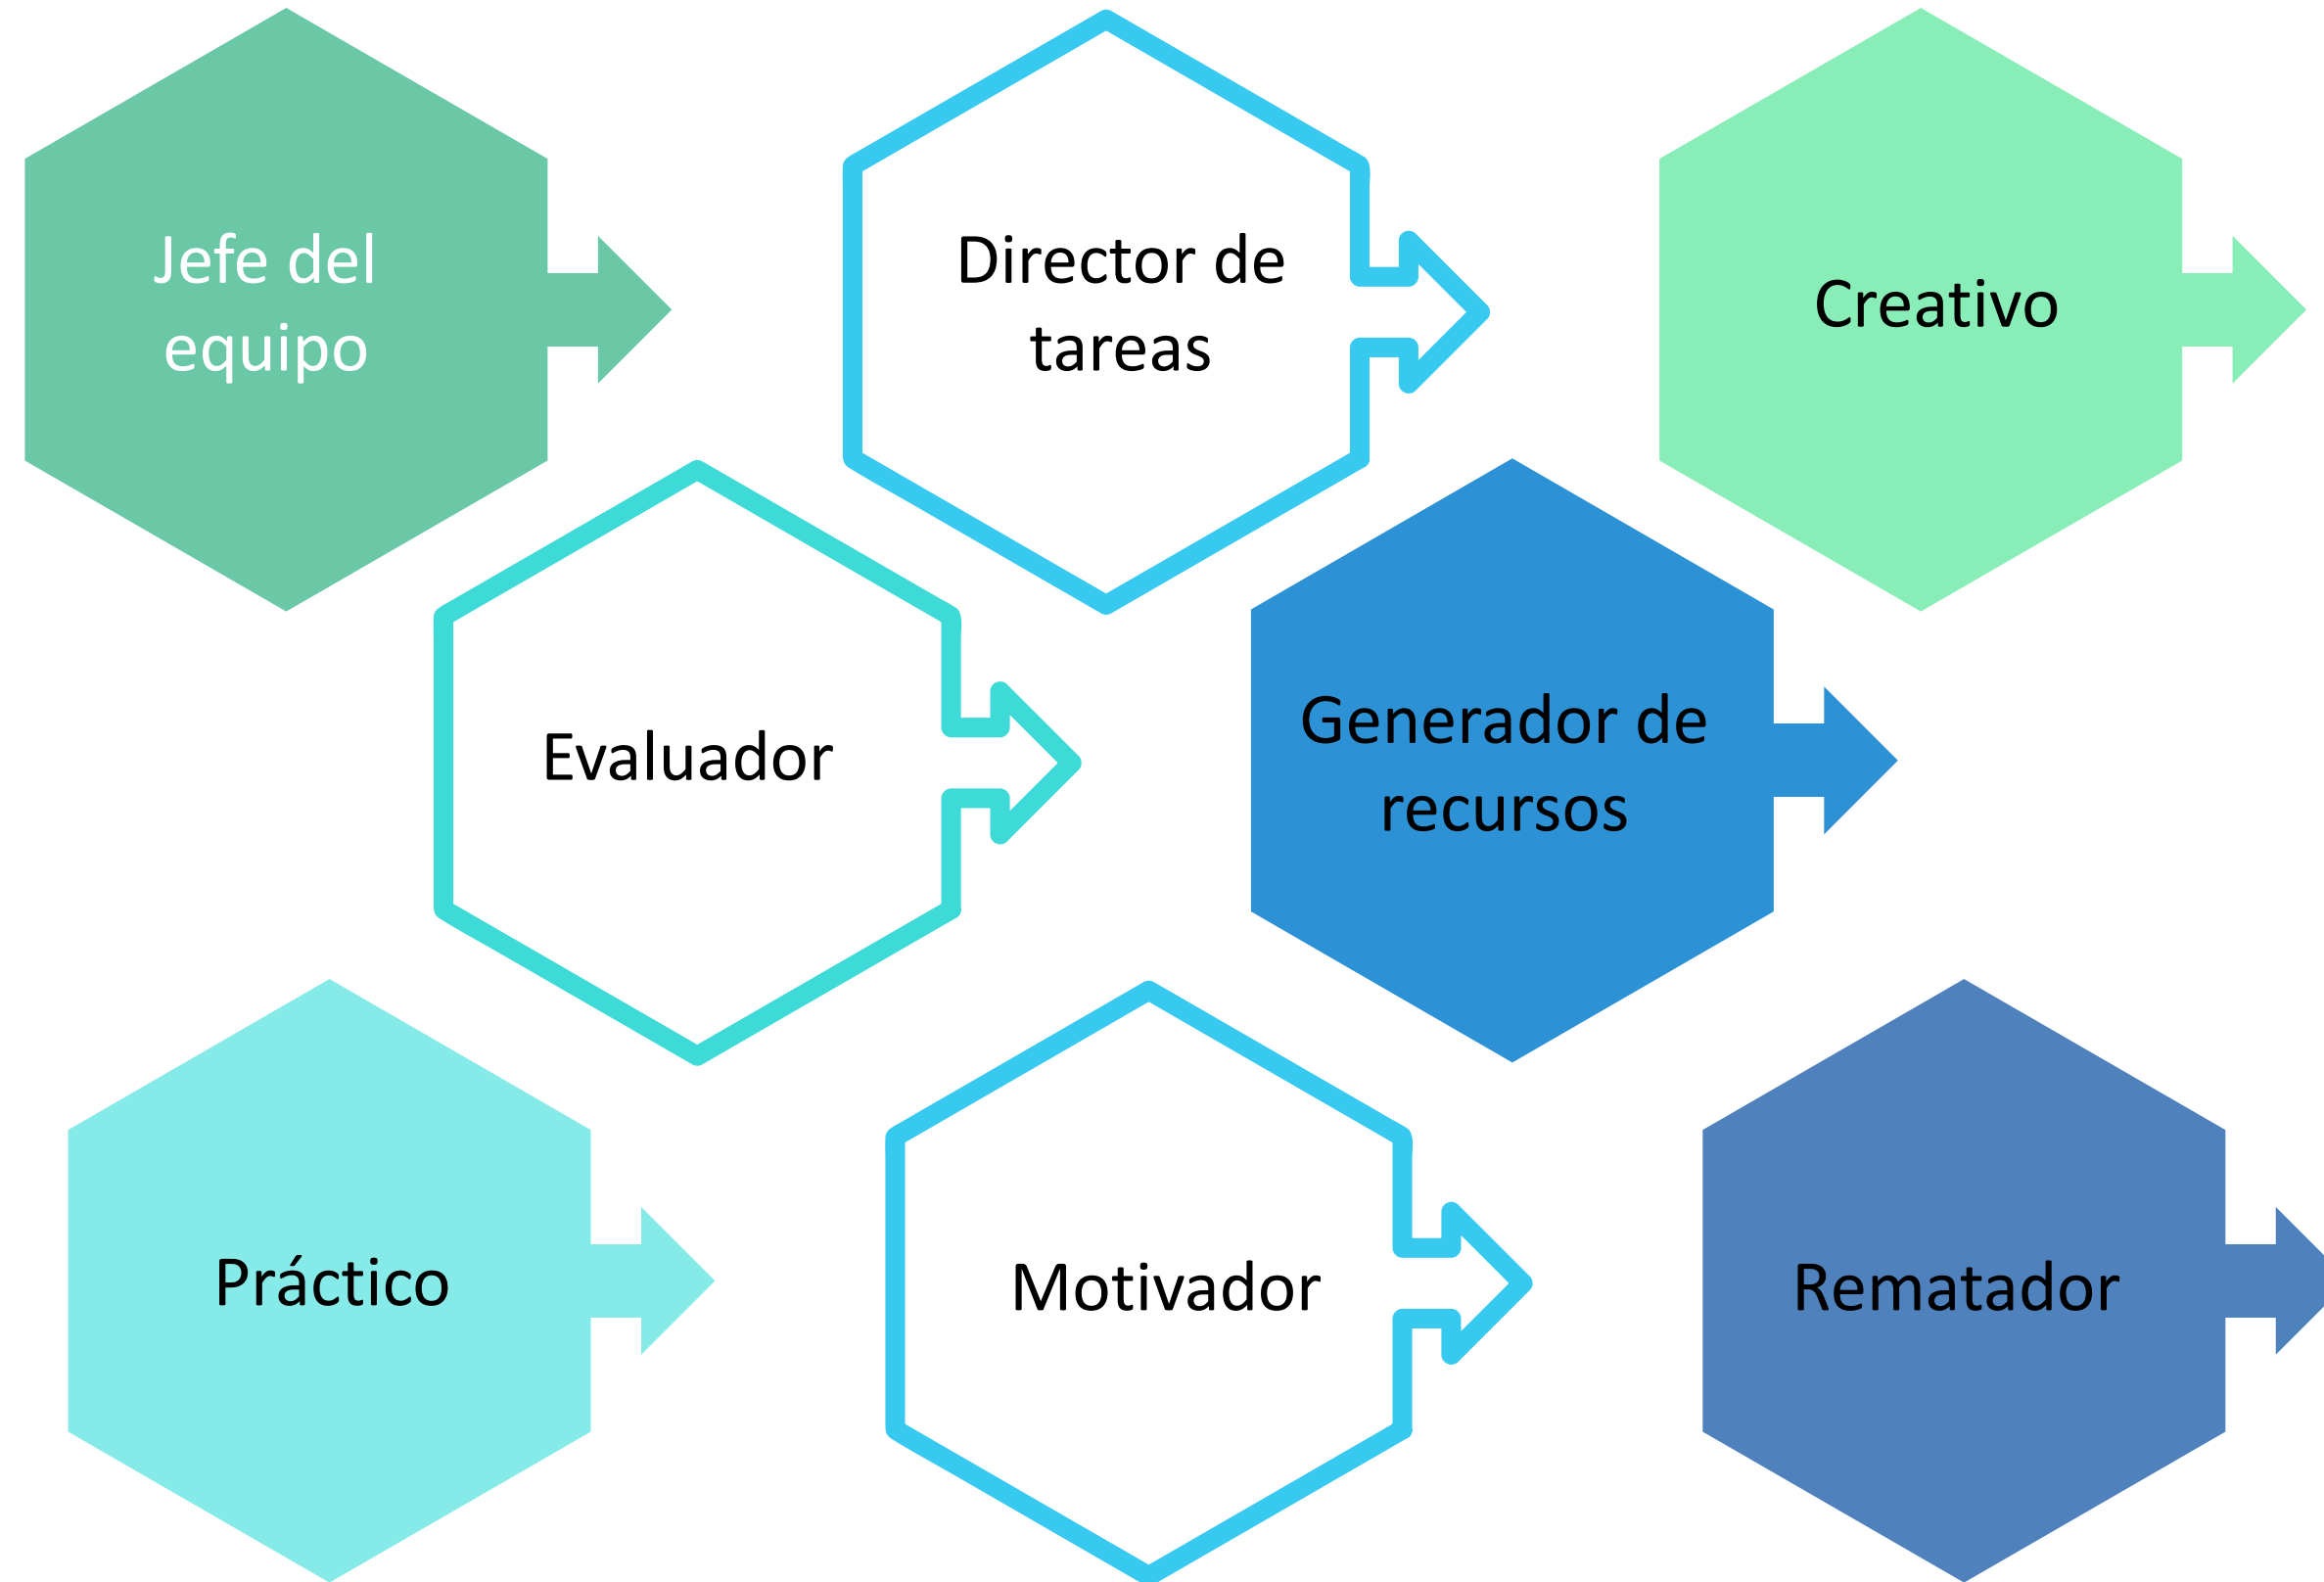 Jefe del
equipo
Director de
tareas
Creativo
Evaluador
Generador de
recursos
Práctico
Motivador
Rematador